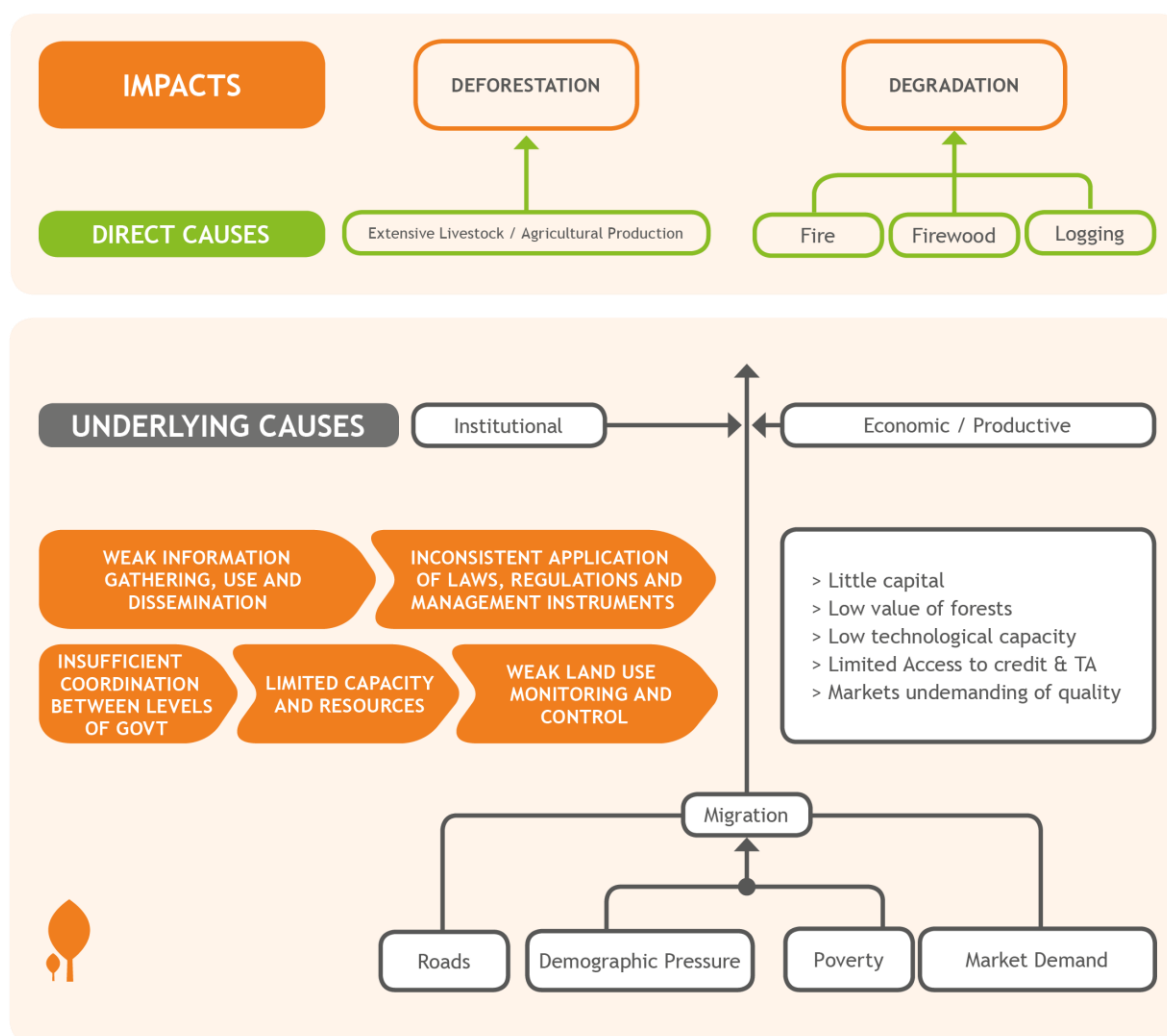 IMPACTS
DEFORESTATION
DEGRADATION
DIRECT CAUSES
Extensive Livestock / Agricultural Production
Fire
Firewood
Logging
UNDERLYING CAUSES
Institutional
Economic / Productive
WEAK INFORMATION
GATHERING, USE AND
DISSEMINATION
INCONSISTENT APPLICATION
OF LAWS, REGULATIONS AND
MANAGEMENT INSTRUMENTS
INSUFFICIENT
COORDINATION
BETWEEN LEVELS
OF GOVT
LIMITED CAPACITY
AND RESOURCES
WEAK LAND USE
MONITORING AND
CONTROL
> Little capital
> Low value of forests
> Low technological capacity
> Limited Access to credit & TA
> Markets undemanding of quality
Migration
Roads
Demographic Pressure
Poverty
Market Demand